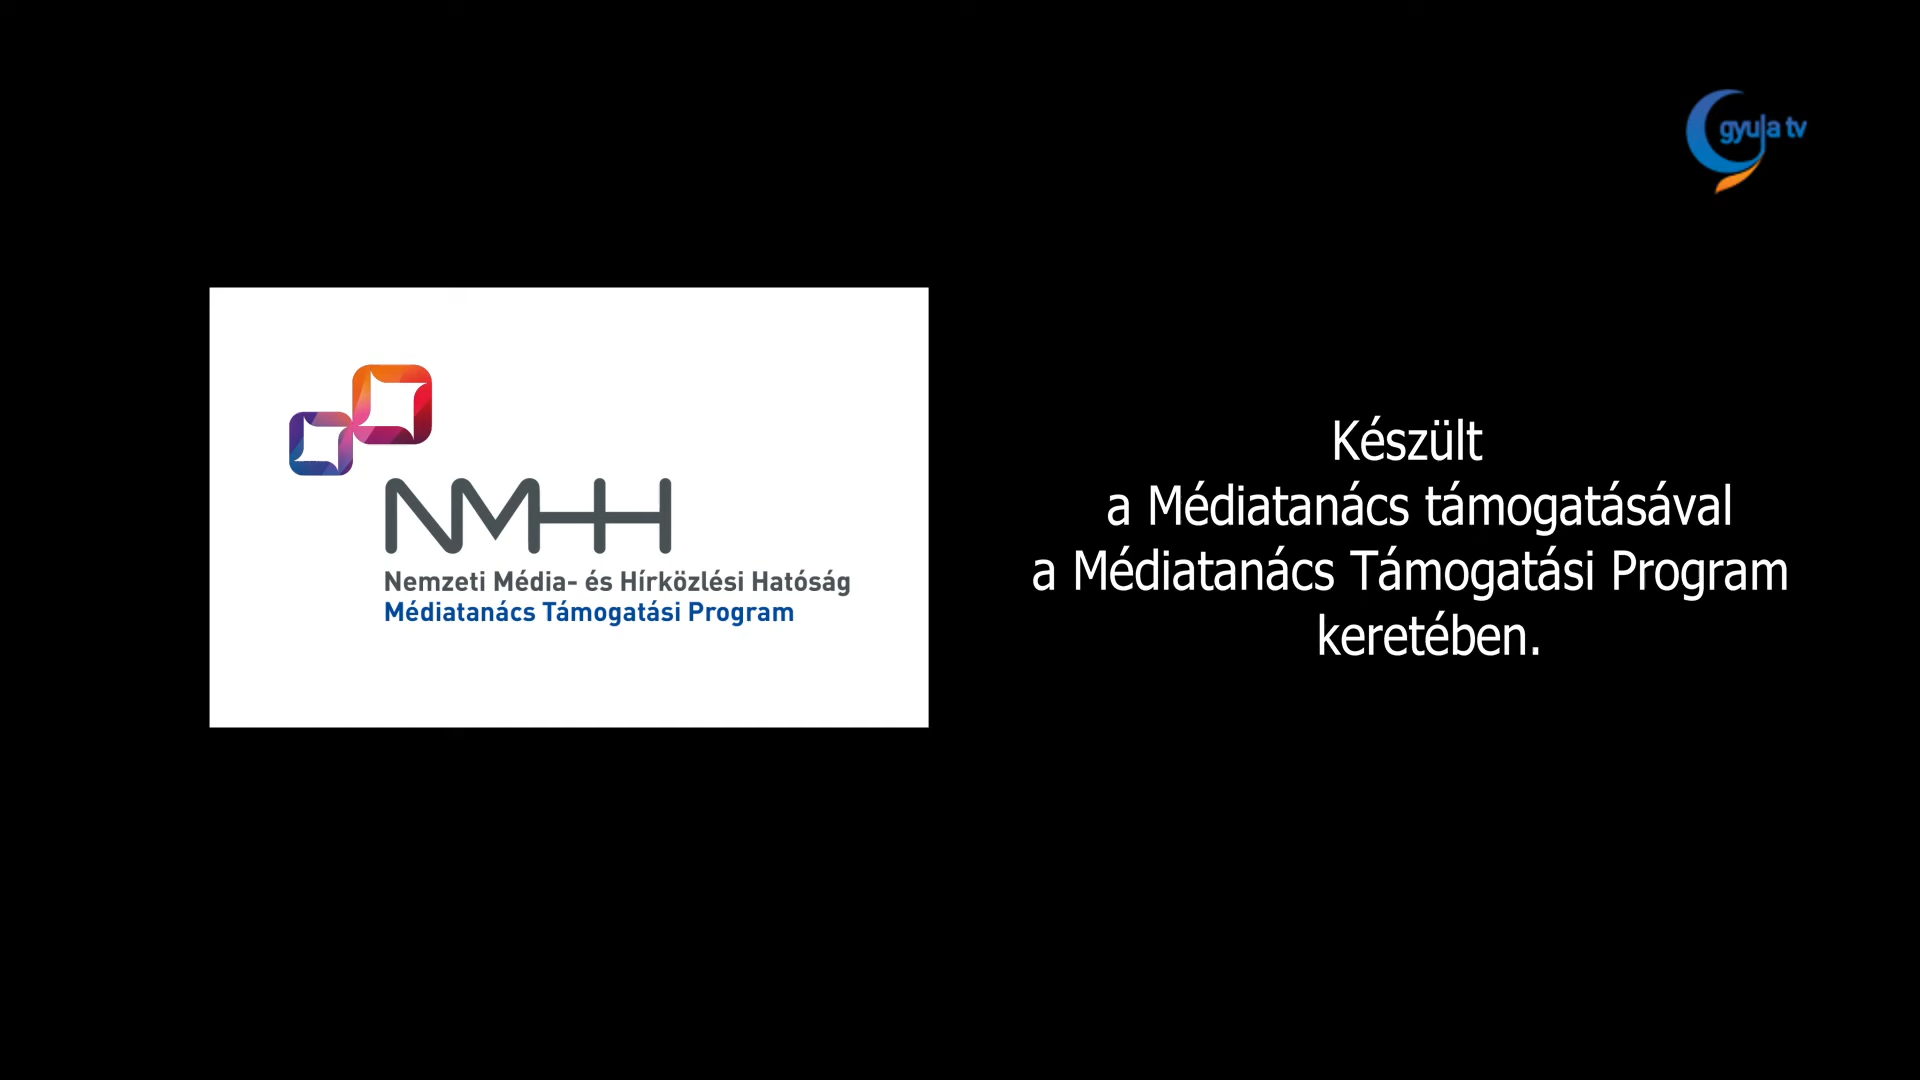 gyula tv
NMHH
Nemzeti Média- és Hírközlési Hatóság
Médiatanács Támogatási Program
Készült
a Médiatanács támogatásával
a Médiatanács Támogatási Program
keretében.